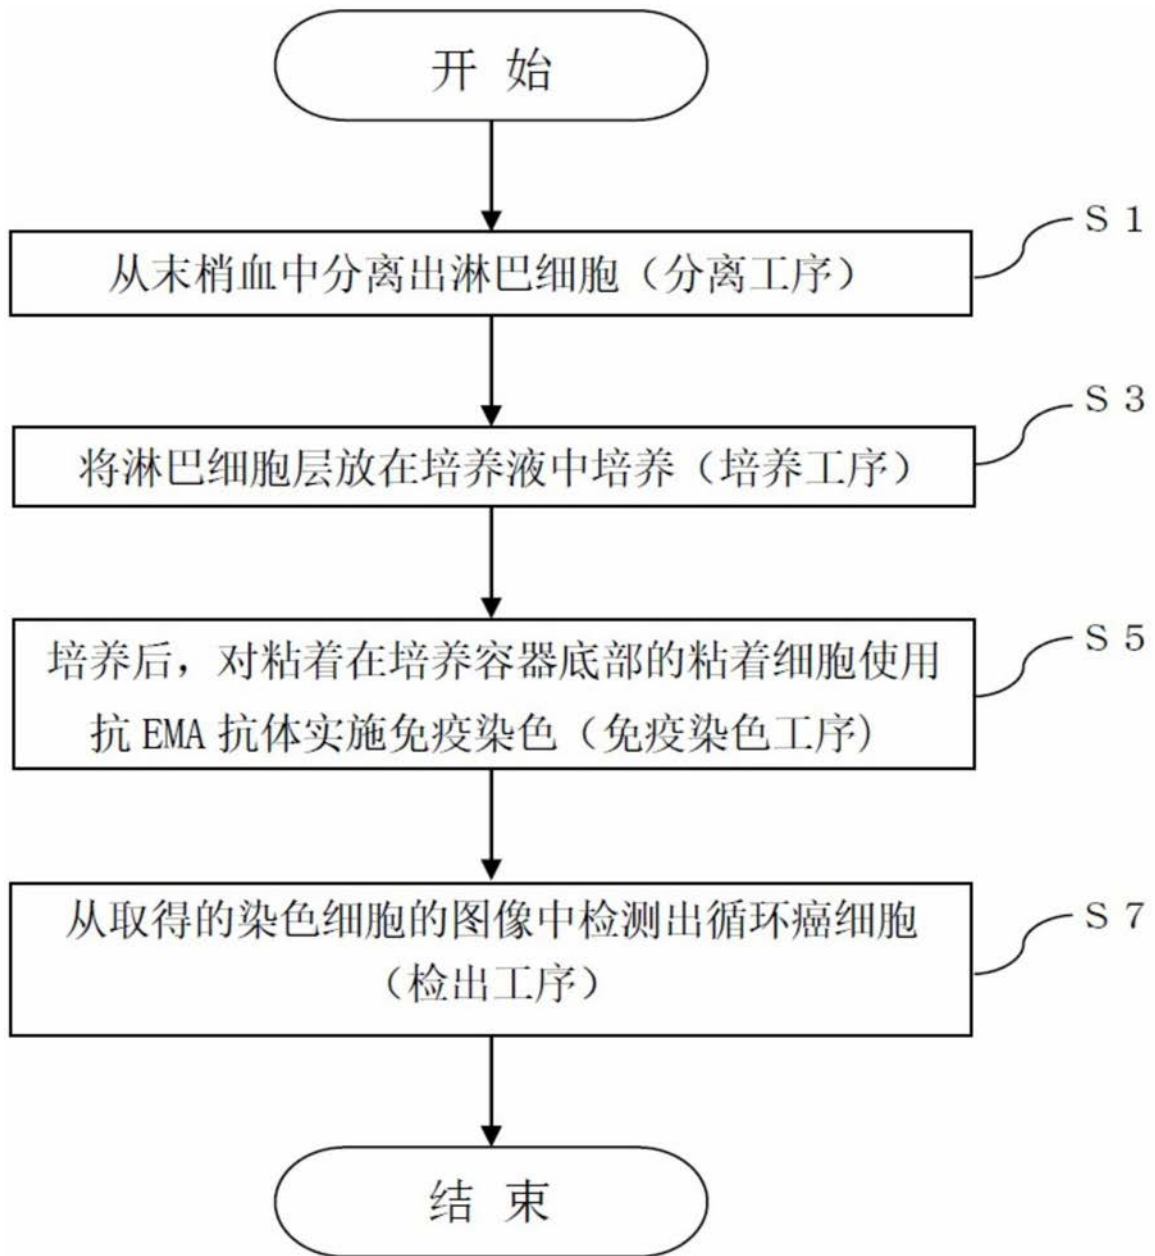 开 始
S 1
从末梢血中分离出淋巴细胞（分离工序）
S 3
将淋巴细胞层放在培养液中培养（培养工序）
S 5
培养后，对粘着在培养容器底部的粘着细胞使用
抗 EMA 抗体实施免疫染色（免疫染色工序)
S 7
从取得的染色细胞的图像中检测出循环癌细胞
（检出工序）
结 束